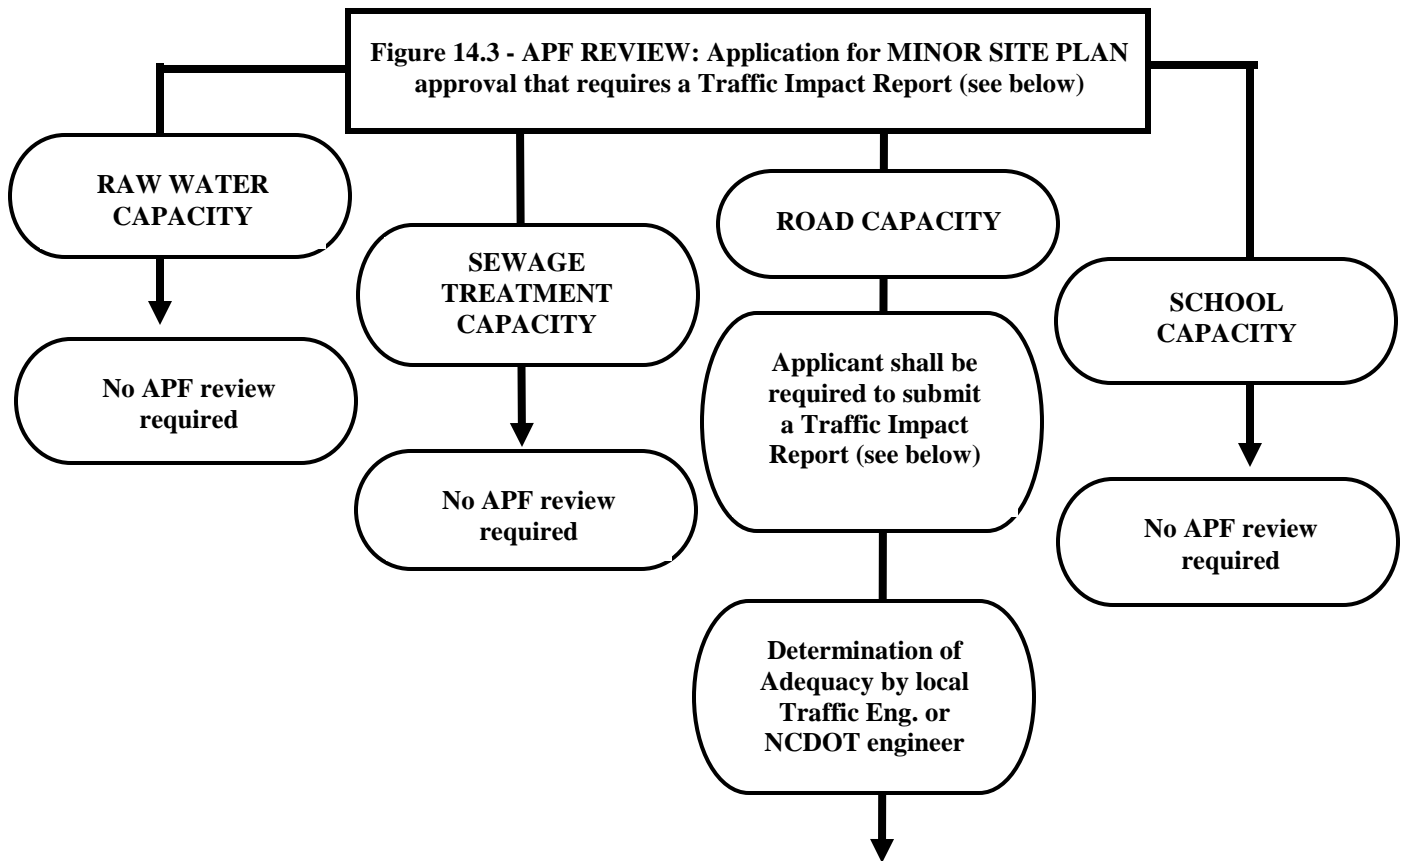 Figure 14.3 - APF REVIEW: Application for MINOR SITE PLAN
approval that requires a Traffic Impact Report (see below)
RAW WATER
CAPACITY
No APF review
required
SEWAGE
TREATMENT
CAPACITY
No APF review
required
ROAD CAPACITY
Applicant shall be
required to submit
a Traffic Impact
Report (see below)
Determination of
Adequacy by local
Traffic Eng. or
NCDOT engineer
SCHOOL
CAPACITY
No APF review
required